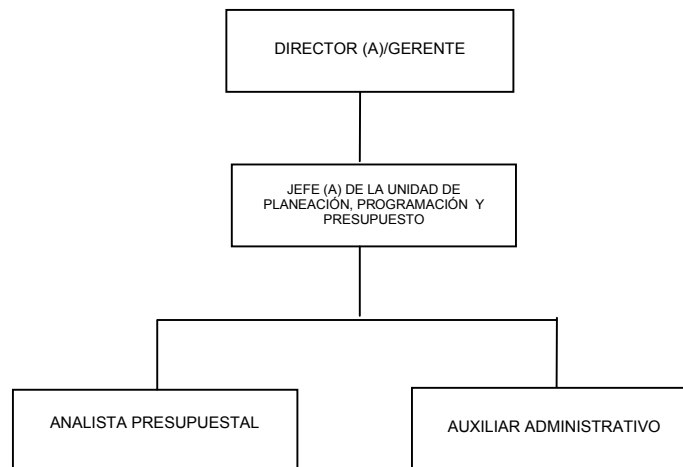 DIRECTOR (A)/GERENTE
JEFE (A) DE LA UNIDAD DE
PLANEACIÓN, PROGRAMACIÓN Y
PRESUPUESTO
ANALISTA PRESUPUESTAL
AUXILIAR ADMINISTRATIVO